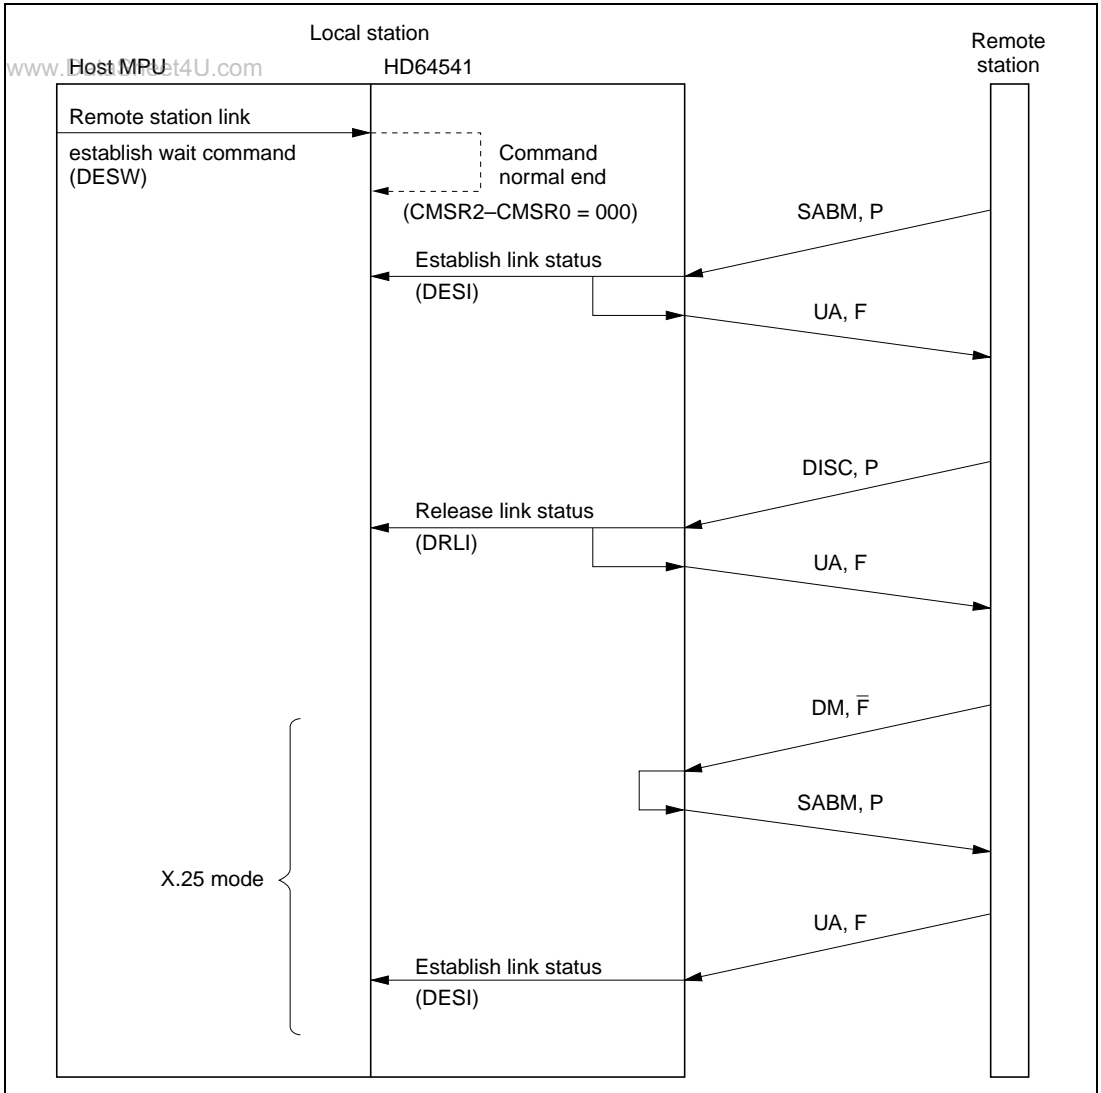 Local station
Remote
station
www.DataSheet4U.com
Host MPU
HD64541
Remote station link
establish wait command
(DESW)
Command
normal end
(CMSR2–CMSR0 = 000)
SABM, P
Establish link status
(DESI)
UA, F
DISC, P
Release link status
(DRLI)
UA, F
DM, F̅
SABM, P
X.25 mode
UA, F
Establish link status
(DESI)